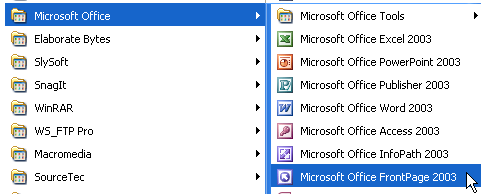 Microsoft Office
Elaborate Bytes
SlySoft
SnagIt
WinRAR
WS_FTP Pro
Macromedia
SourceTec
Microsoft Office Tools
Microsoft Office Excel 2003
Microsoft Office PowerPoint 2003
Microsoft Office Publisher 2003
Microsoft Office Word 2003
Microsoft Office Access 2003
Microsoft Office InfoPath 2003
Microsoft Office FrontPage 2003